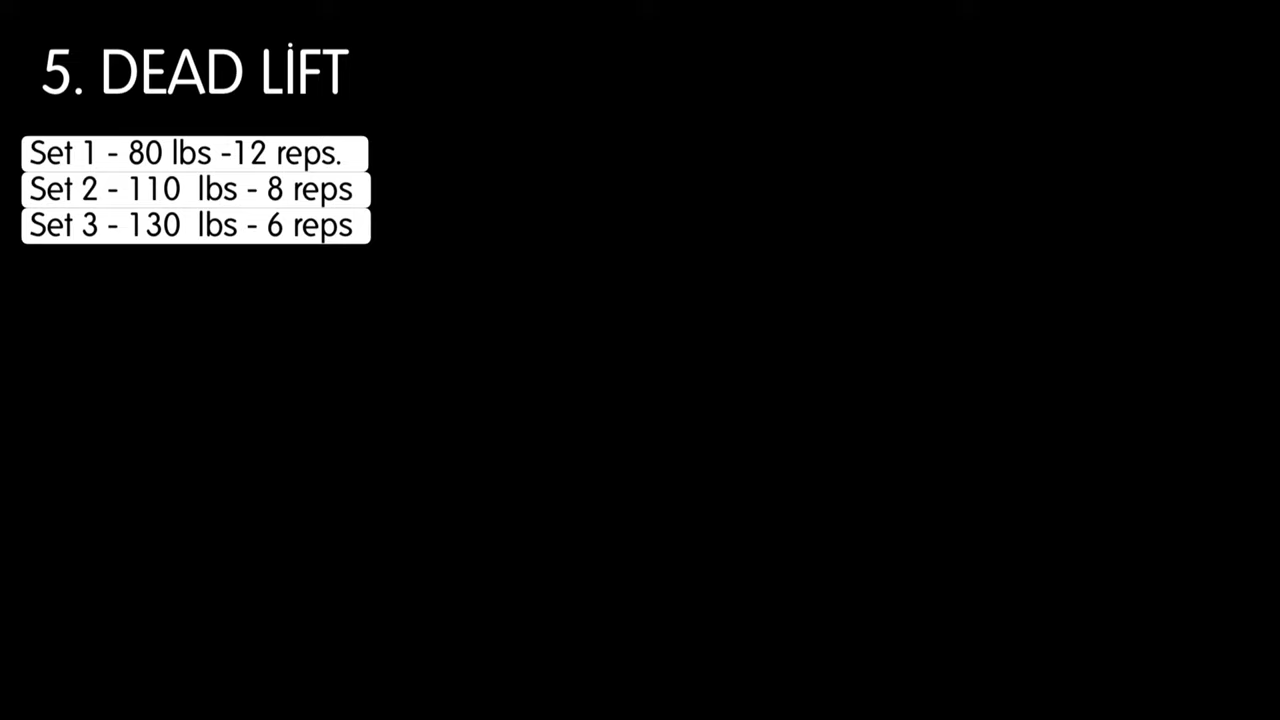 5. DEAD LİFT
Set 1 - 80 lbs -12 reps.
Set 2 - 110  lbs - 8 reps
Set 3 - 130  lbs - 6 reps